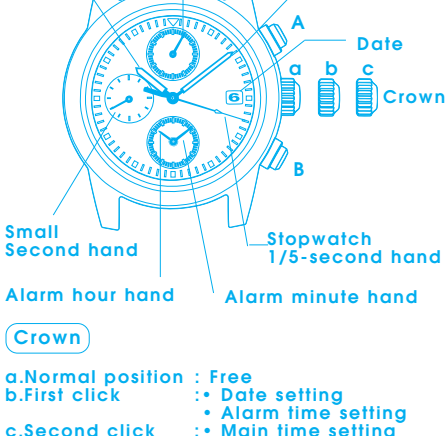 A
Date
a b c
Crown
6
B
Small
Second hand
Stopwatch
1/5-second hand
Alarm hour hand
Alarm minute hand
Crown
a.Normal position : Free
b.First click :• Date setting
• Alarm time setting
c.Second click :• Main time setting